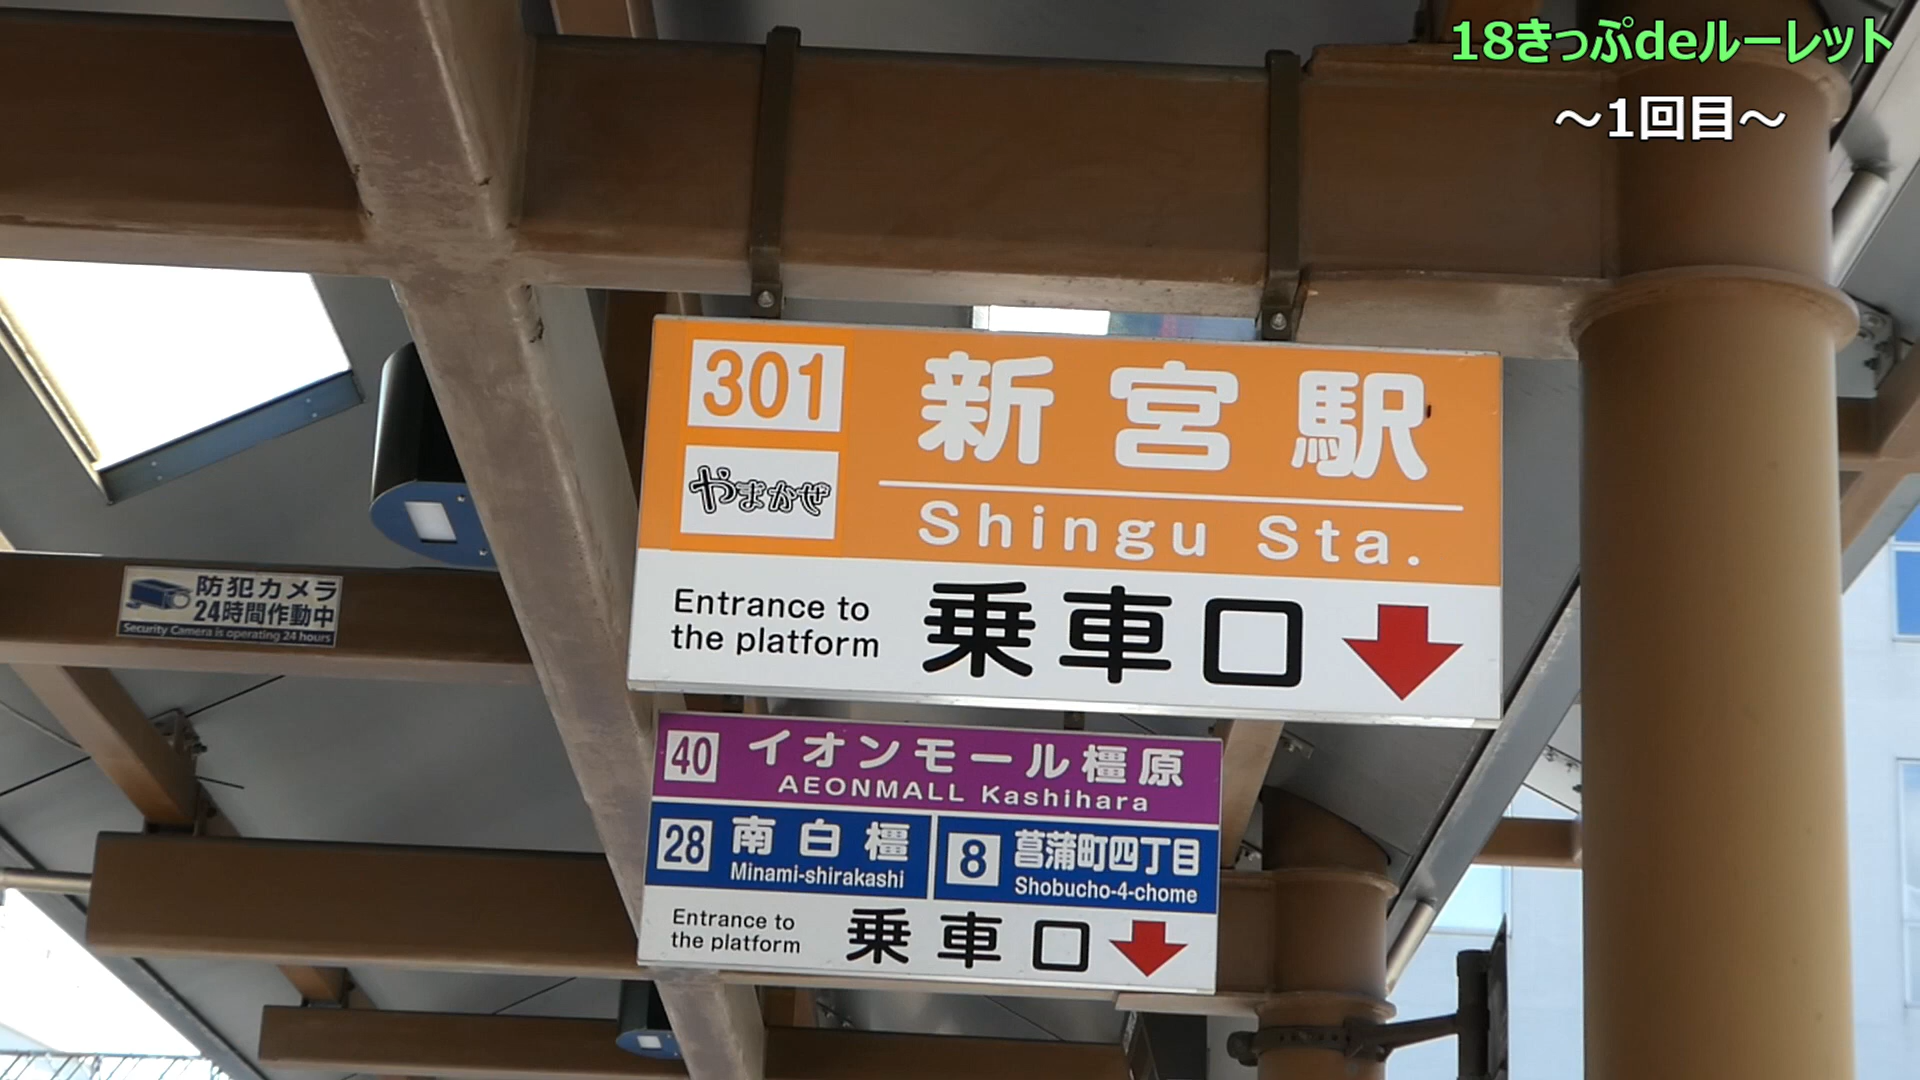 18きっぷdeルーレット
～1回目～
301
新宮駅
やまかぜ
Shingu Sta.
Entrance to
the platform
乗車口
防犯カメラ
24時間作動中
Security Camera is operating 24 hours
40
イオンモール橿原
AEONMALL Kashihara
28
南白橿
Minami-shirakashi
8
菖蒲町四丁目
Shobucho-4-chome
Entrance to
the platform
乗車口